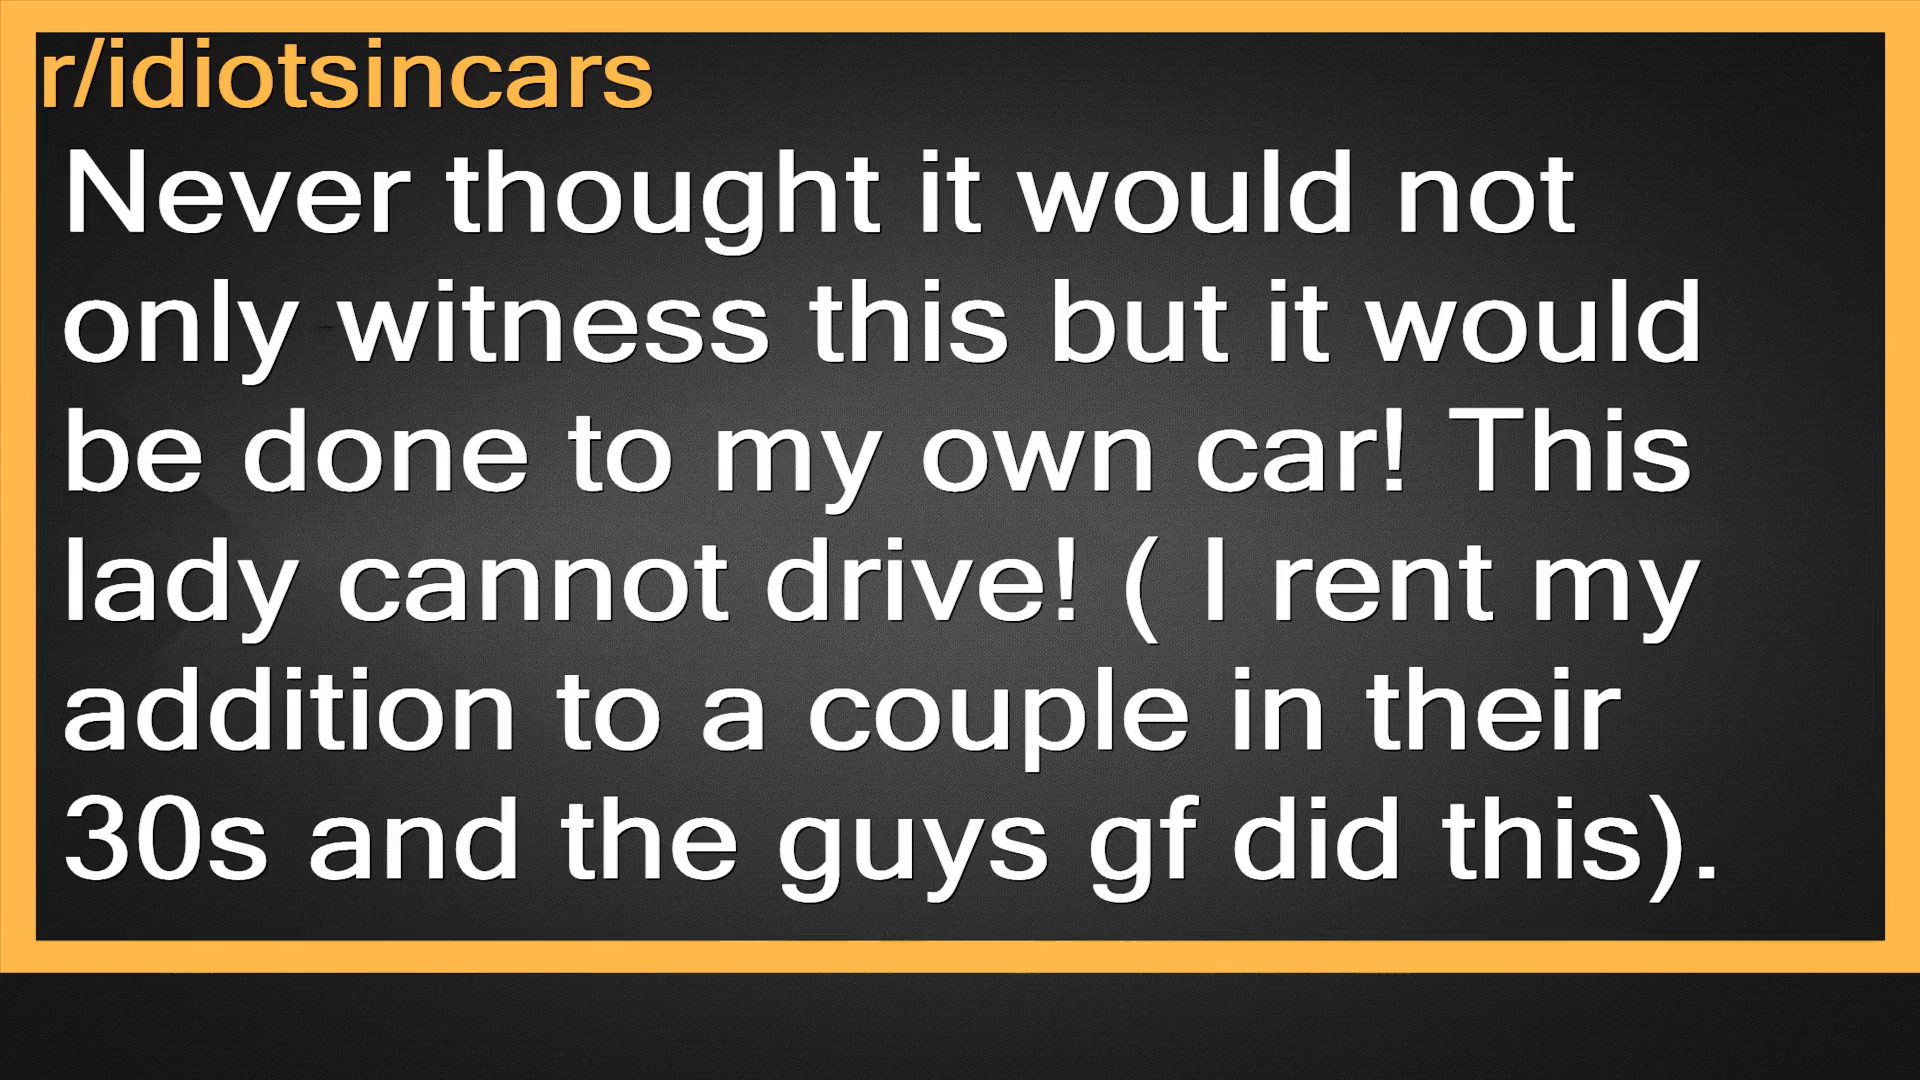 r/idiotsincars
Never thought it would not
only witness this but it would
be done to my own car! This
lady cannot drive! ( I rent my
addition to a couple in their
30s and the guys gf did this).